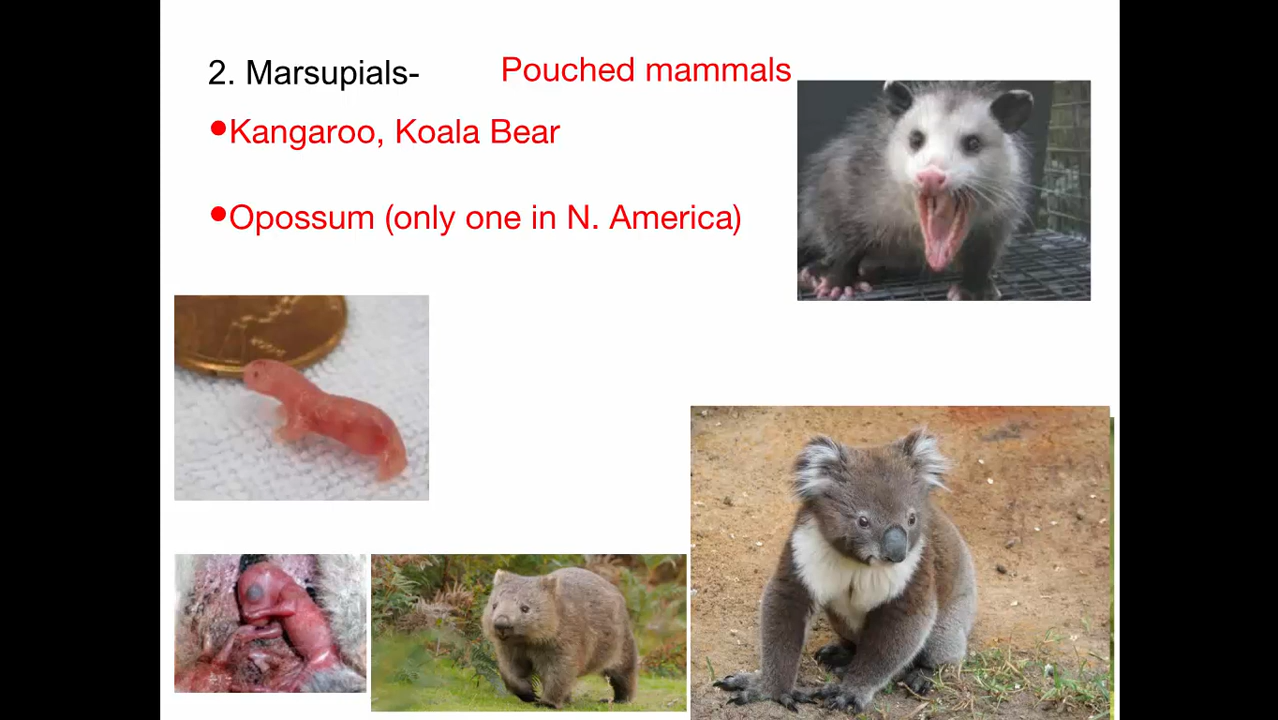 2. Marsupials- Pouched mammals
•Kangaroo, Koala Bear
•Opossum (only one in N. America)